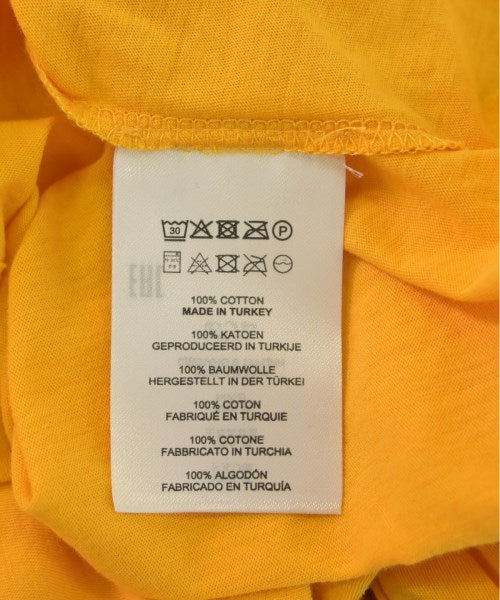 30
P
EAC
100% COTTON
MADE IN TURKEY
100% KATOEN
GEPRODUCEERD IN TURKIJE
100% BAUMWOLLE
HERGESTELLT IN DER TÜRKEI
100% COTON
FABRIQUÉ EN TURQUIE
100% COTONE
FABBRICATO IN TURCHIA
100% ALGODÓN
FABRICADO EN TURQUÍA